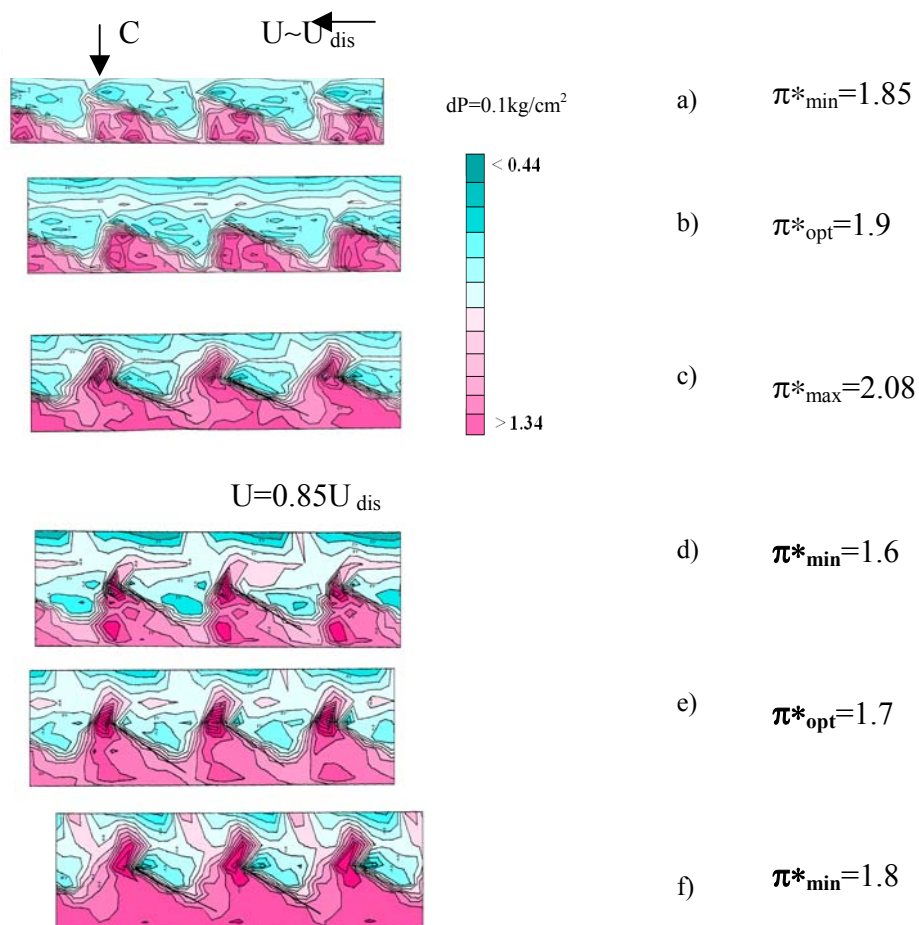 C U~U dis
dP=0.1kg/cm²
a) π*min=1.85
< 0.44
b) π*opt=1.9
c) π*max=2.08
> 1.34
U=0.85U dis
d) π*min=1.6
e) π*opt=1.7
f) π*min=1.8